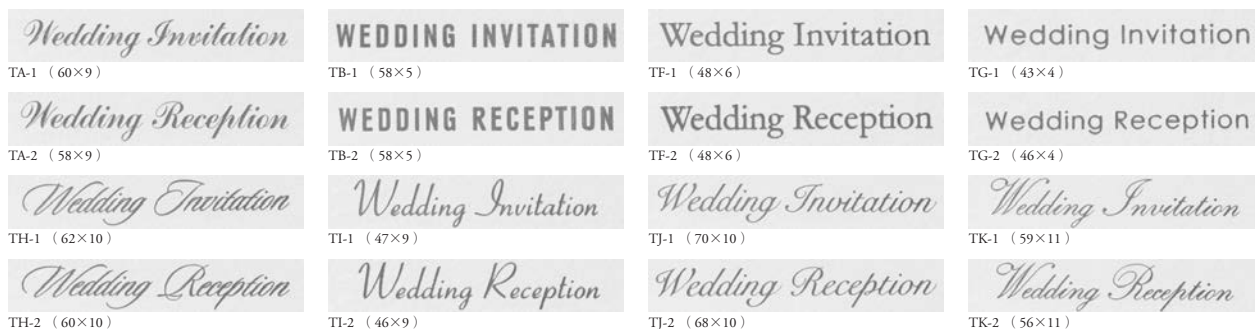 Wedding Invitation
TA-1 (60×9)
WEDDING INVITATION
TB-1 (58×5)
Wedding Invitation
TF-1 (48×6)
Wedding Invitation
TG-1 (43×4)
Wedding Reception
TA-2 (58×9)
WEDDING RECEPTION
TB-2 (58×5)
Wedding Reception
TF-2 (48×6)
Wedding Reception
TG-2 (46×4)
Wedding Invitation
TH-1 (62×10)
Wedding Invitation
TI-1 (47×9)
Wedding Invitation
TJ-1 (70×10)
Wedding Invitation
TK-1 (59×11)
Wedding Reception
TH-2 (60×10)
Wedding Reception
TI-2 (46×9)
Wedding Reception
TJ-2 (68×10)
Wedding Reception
TK-2 (56×11)